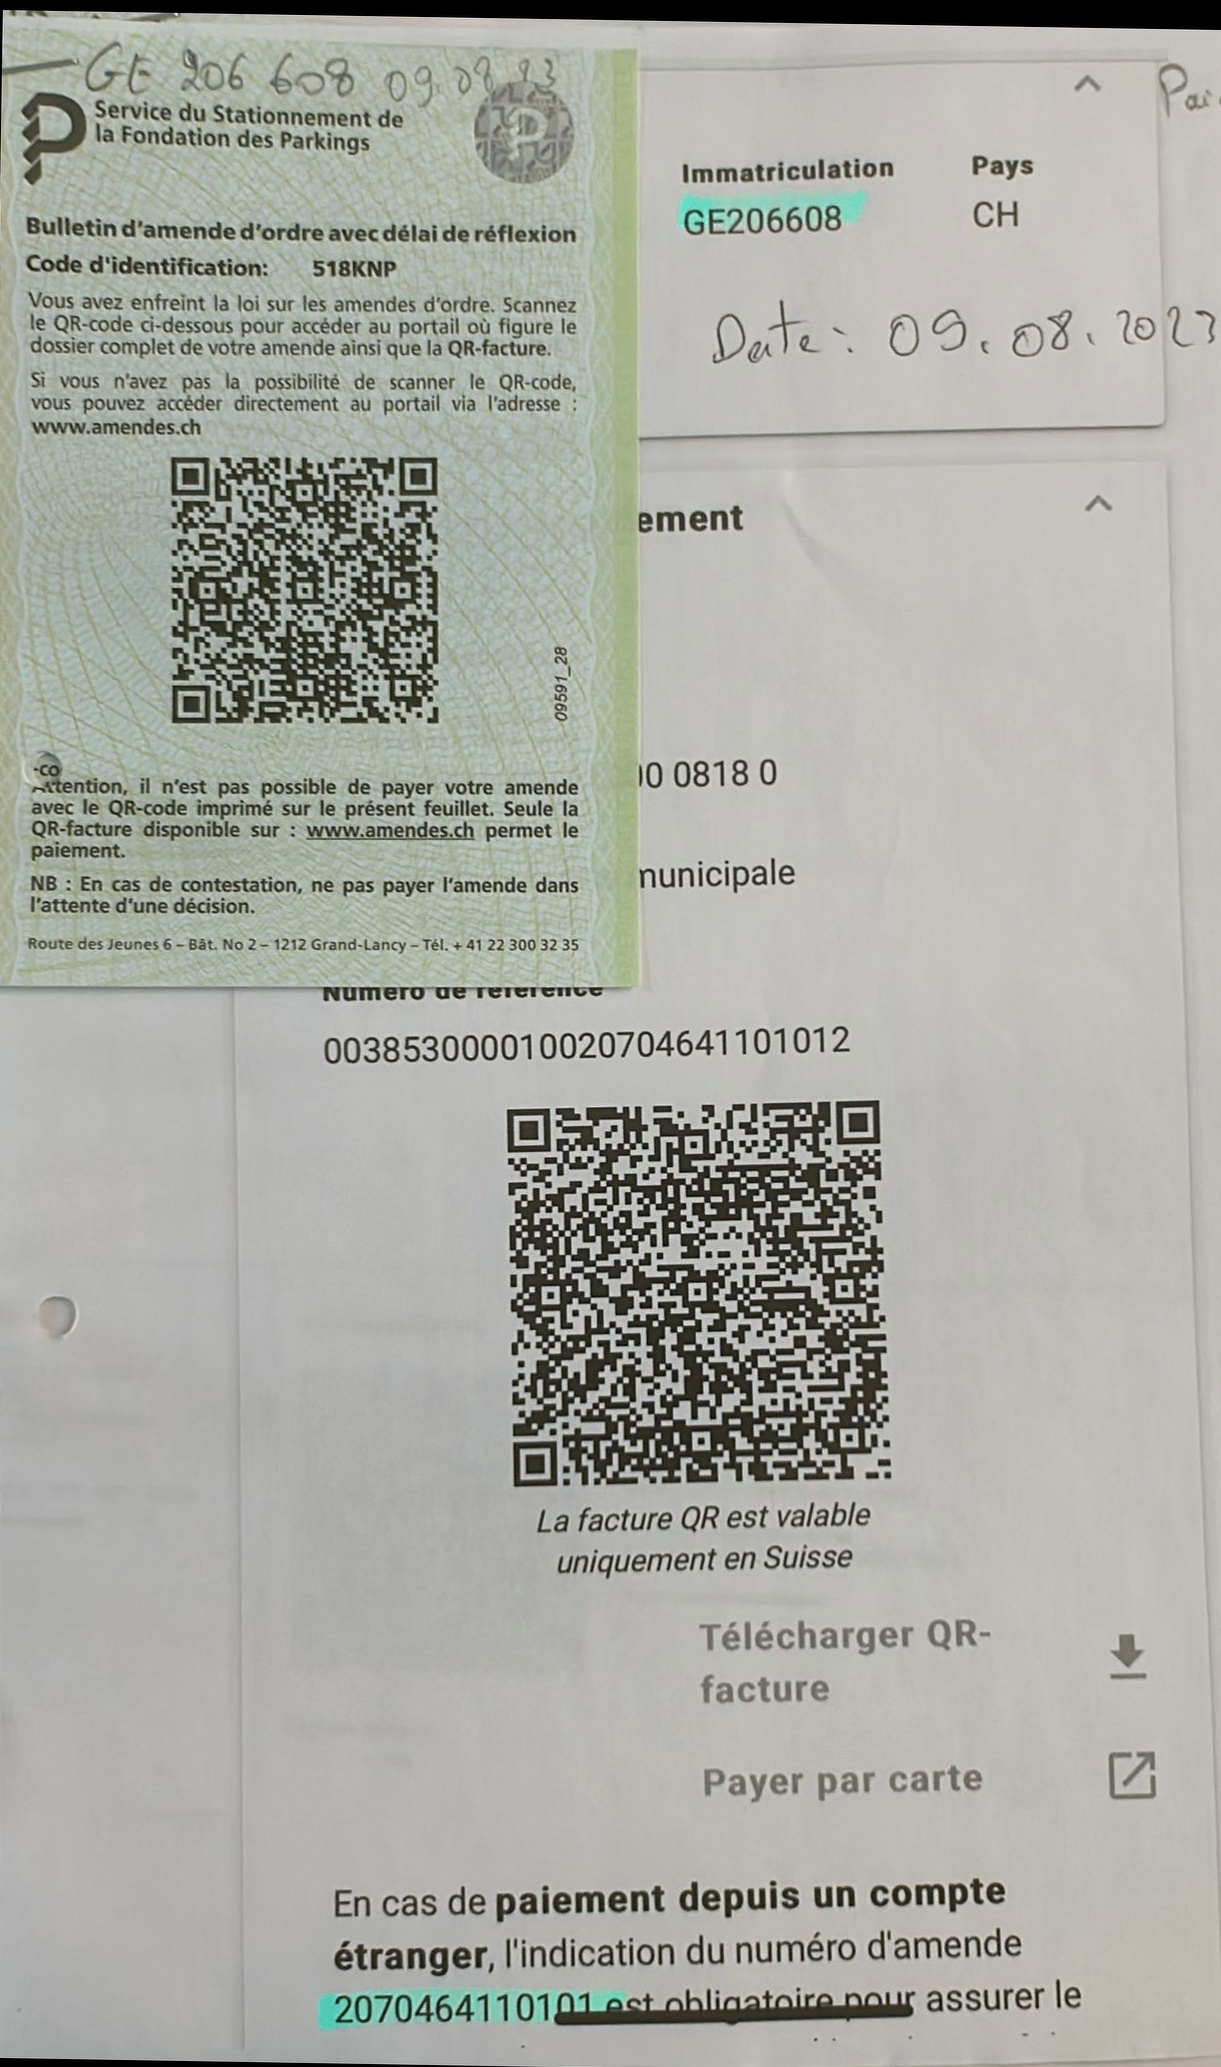 GE 206 608 09.08.23
Service du Stationnement de
la Fondation des Parkings
Bulletin d'amende d'ordre avec délai de réflexion
Code d'identification: 518KNP
Vous avez enfreint la loi sur les amendes d'ordre. Scannez
le QR-code ci-dessous pour accéder au portail où figure le
dossier complet de votre amende ainsi que la QR-facture.
Si vous n'avez pas la possibilité de scanner le QR-code,
vous pouvez accéder directement au portail via l'adresse :
www.amendes.ch
09591_28
-co
Attention, il n'est pas possible de payer votre amende
avec le QR-code imprimé sur le présent feuillet. Seule la
QR-facture disponible sur : www.amendes.ch permet le
paiement.
NB : En cas de contestation, ne pas payer l'amende dans
l'attente d'une décision.
Route des Jeunes 6 – Bât. No 2 – 1212 Grand-Lancy – Tél. + 41 22 300 32 35
Pai
Immatriculation Pays
GE206608 CH
Date: 09.08.2023
ement
0 0818 0
municipale
Numéro de référence
003853000010020704641101012
La facture QR est valable
uniquement en Suisse
Télécharger QR-
facture
Payer par carte
En cas de paiement depuis un compte
étranger, l'indication du numéro d'amende
2070464110101 est obligatoire pour assurer le